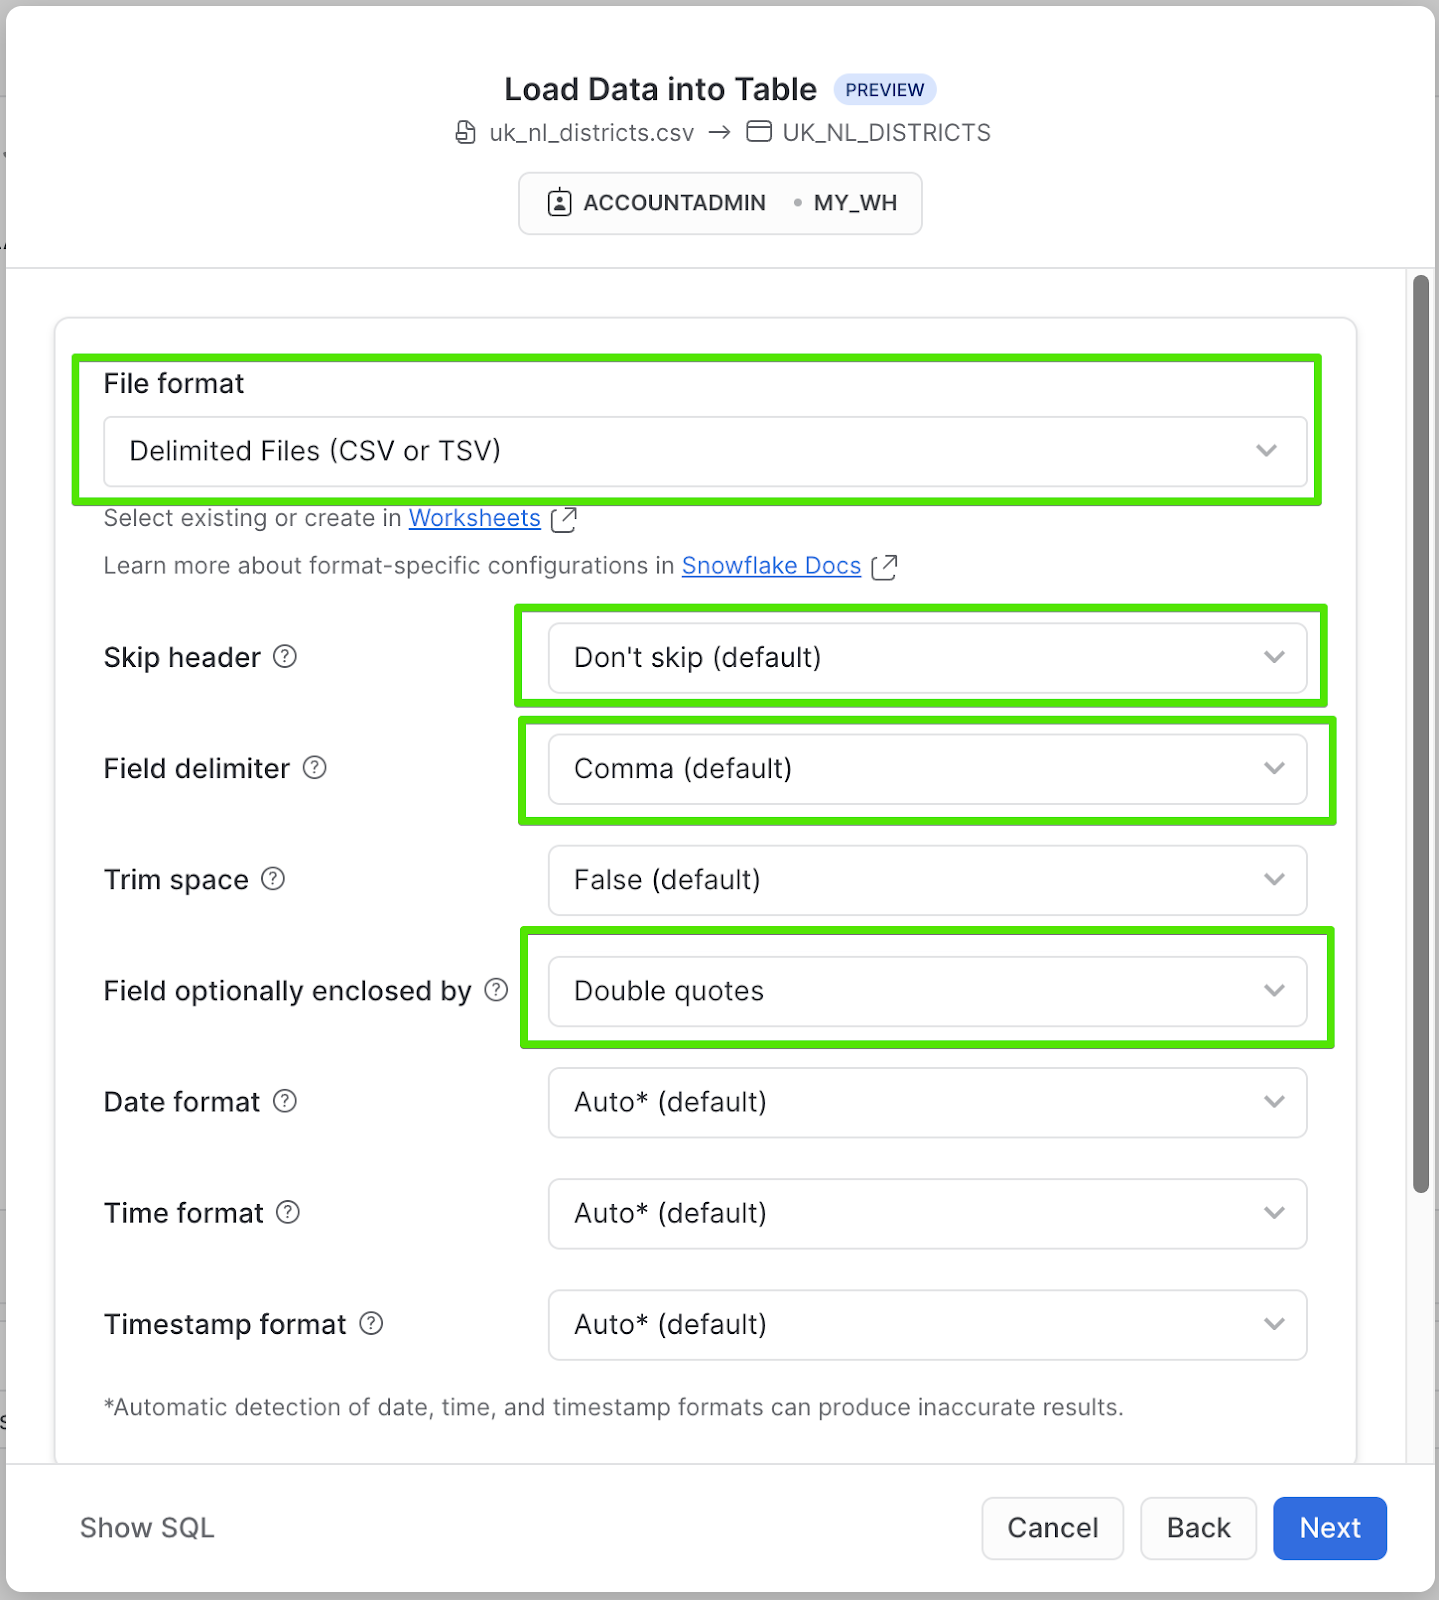 Load Data into Table PREVIEW
uk_nl_districts.csv → UK_NL_DISTRICTS
ACCOUNTADMIN • MY_WH
File format
Delimited Files (CSV or TSV)
Select existing or create in Worksheets
Learn more about format-specific configurations in Snowflake Docs
Skip header ? Don't skip (default)
Field delimiter ? Comma (default)
Trim space ? False (default)
Field optionally enclosed by ? Double quotes
Date format ? Auto* (default)
Time format ? Auto* (default)
Timestamp format ? Auto* (default)
*Automatic detection of date, time, and timestamp formats can produce inaccurate results.
Show SQL Cancel Back Next